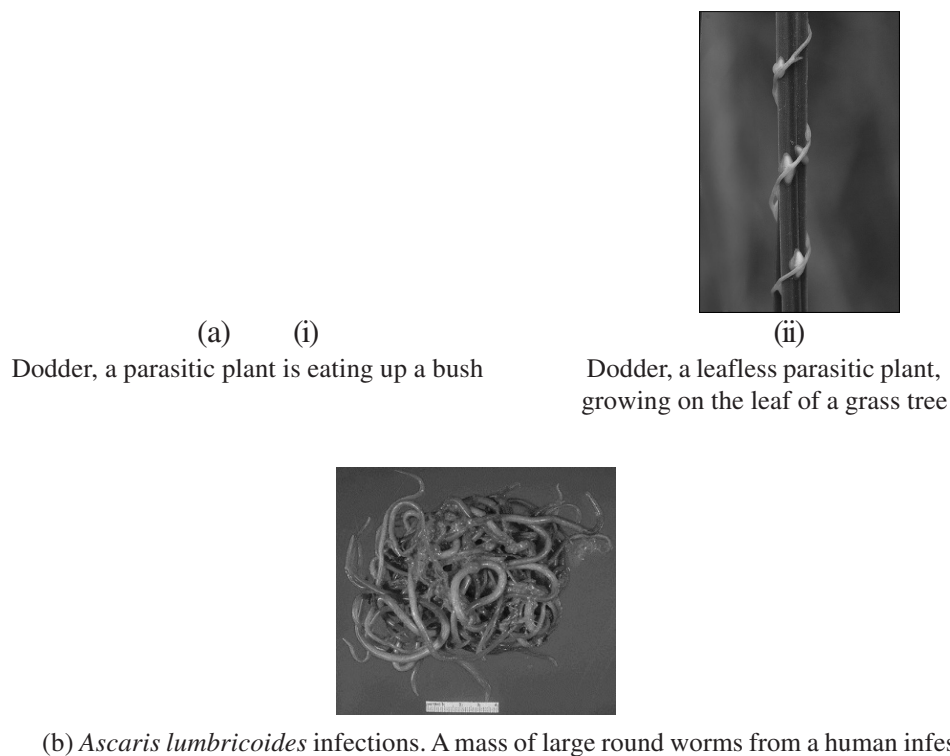 (a) (i)
Dodder, a parasitic plant is eating up a bush
(ii)
Dodder, a leafless parasitic plant,
growing on the leaf of a grass tree
(b) Ascaris lumbricoides infections. A mass of large round worms from a human